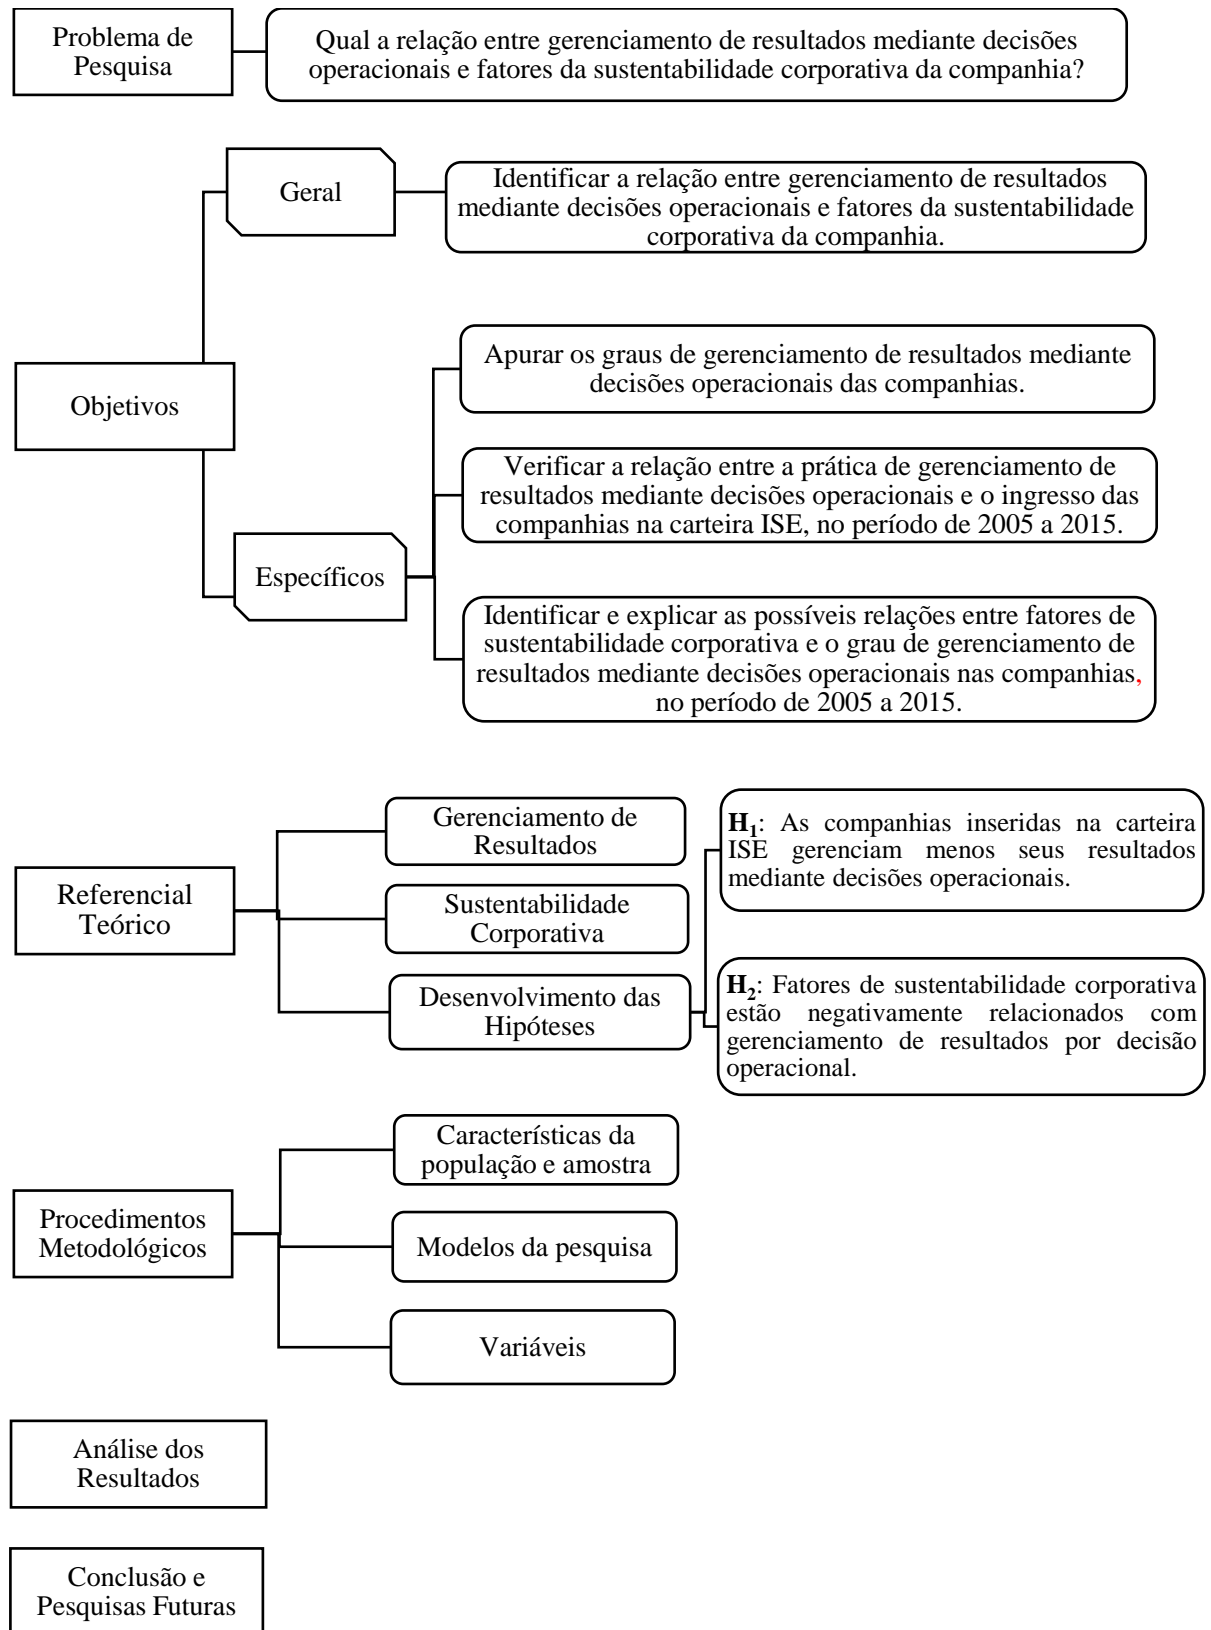 Problema de
Pesquisa
Qual a relação entre gerenciamento de resultados mediante decisões
operacionais e fatores da sustentabilidade corporativa da companhia?
Geral
Identificar a relação entre gerenciamento de resultados
mediante decisões operacionais e fatores da sustentabilidade
corporativa da companhia.
Objetivos
Apurar os graus de gerenciamento de resultados mediante
decisões operacionais das companhias.
Verificar a relação entre a prática de gerenciamento de
resultados mediante decisões operacionais e o ingresso das
companhias na carteira ISE, no período de 2005 a 2015.
Específicos
Identificar e explicar as possíveis relações entre fatores de
sustentabilidade corporativa e o grau de gerenciamento de
resultados mediante decisões operacionais nas companhias,
no período de 2005 a 2015.
Referencial
Teórico
Gerenciamento de
Resultados
Sustentabilidade
Corporativa
Desenvolvimento das
Hipóteses
H1: As companhias inseridas na carteira
ISE gerenciam menos seus resultados
mediante decisões operacionais.
H2: Fatores de sustentabilidade corporativa
estão negativamente relacionados com
gerenciamento de resultados por decisão
operacional.
Procedimentos
Metodológicos
Características da
população e amostra
Modelos da pesquisa
Variáveis
Análise dos
Resultados
Conclusão e
Pesquisas Futuras